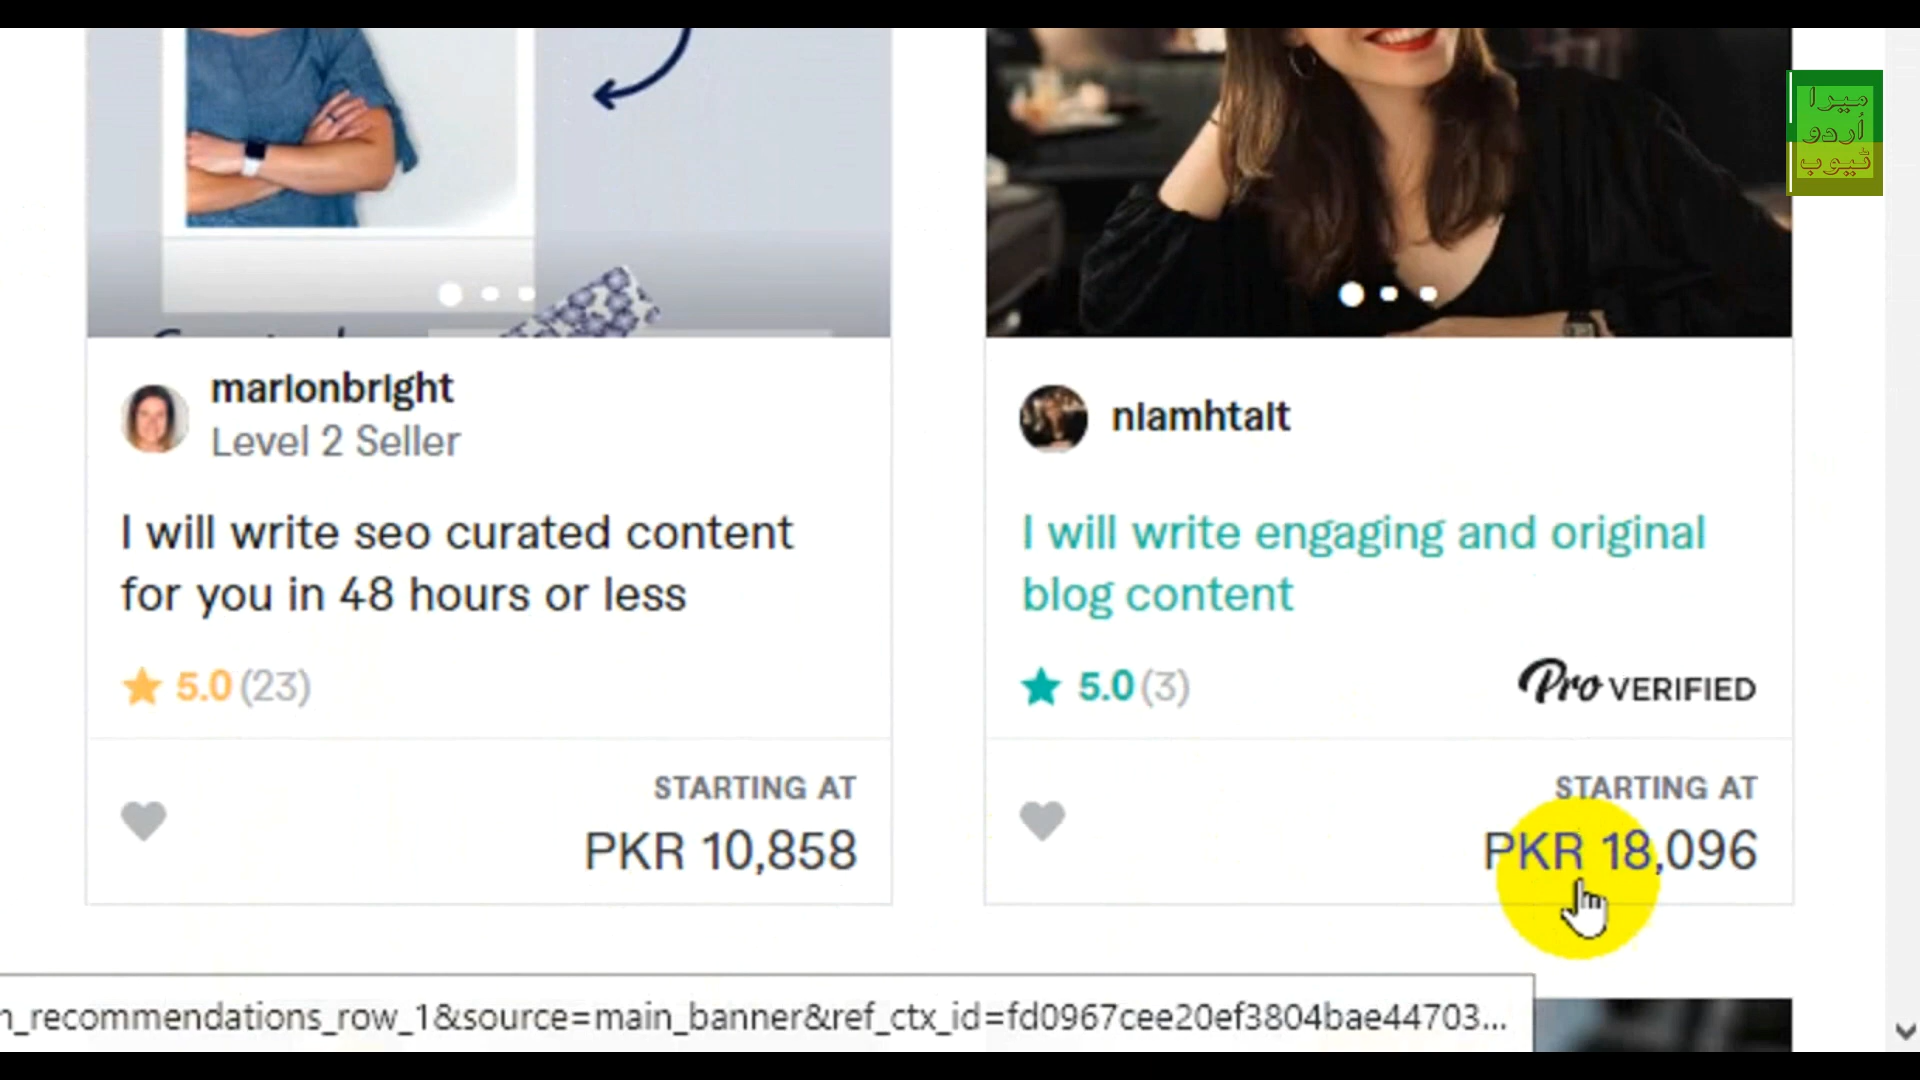 میرا
اُردو
ٹیوب
marionbright
Level 2 Seller
I will write seo curated content
for you in 48 hours or less
5.0 (23)
STARTING AT
PKR 10,858
niamhtait
I will write engaging and original
blog content
5.0 (3)
Pro VERIFIED
STARTING AT
PKR 18,096
n_recommendations_row_1&source=main_banner&ref_ctx_id=fd0967cee20ef3804bae44703...